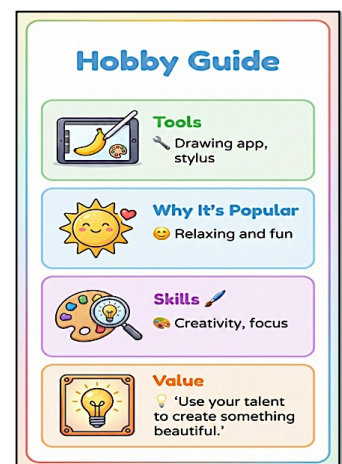 Hobby Guide
Tools
🔧 Drawing app,
stylus
Why It's Popular
😊 Relaxing and fun
Skills 🖌️
🎨 Creativity, focus
Value
💡 'Use your talent
to create something
beautiful.'